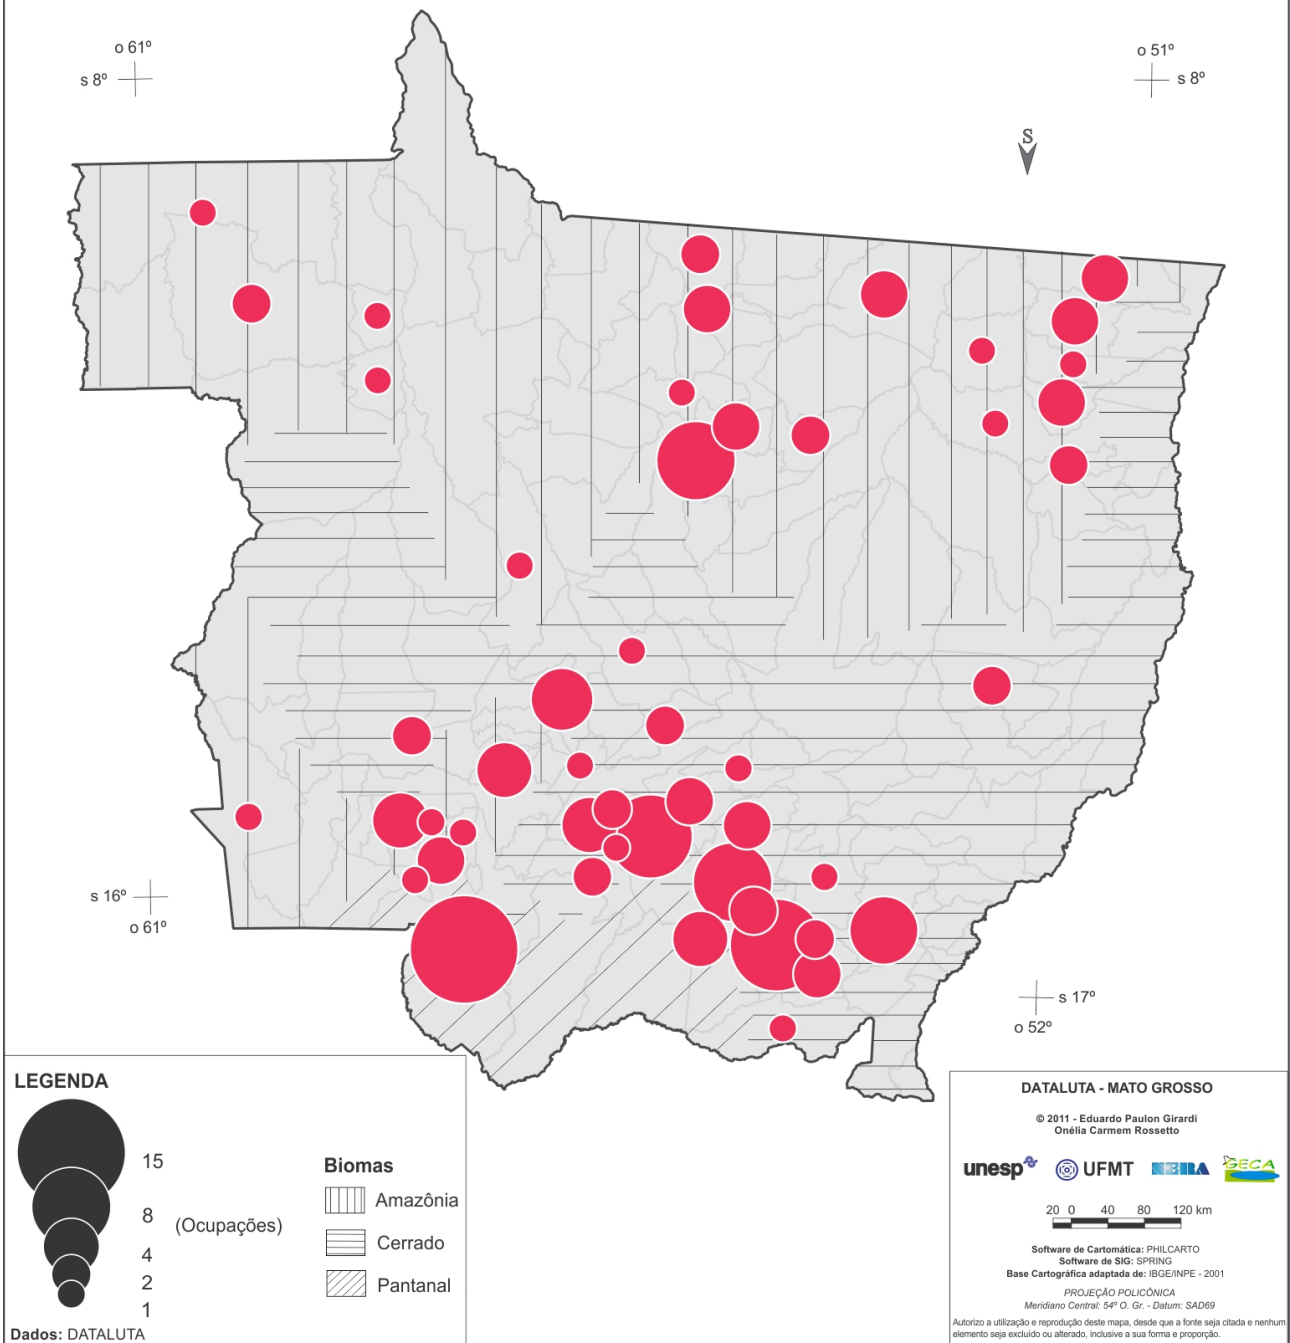 o 61º
s 8º
o 51º
s 8º
S
s 16º
o 61º
s 17º
o 52º
LEGENDA
15
8
4
2
1
(Ocupações)
Dados: DATALUTA
Biomas
Amazônia
Cerrado
Pantanal
DATALUTA - MATO GROSSO
© 2011 - Eduardo Paulon Girardi
Onélia Carmem Rossetto
unesp UFMT NERA GECA
20 0 40 80 120 km
Software de Cartomática: PHILCARTO
Software de SIG: SPRING
Base Cartográfica adaptada de: IBGE/INPE - 2001
PROJEÇÃO POLICÔNICA
Meridiano Central: 54º O. Gr. - Datum: SAD69
Autorizo a utilização e reprodução deste mapa, desde que a fonte seja citada e nenhum
elemento seja excluído ou alterado, inclusive a sua forma e proporção.